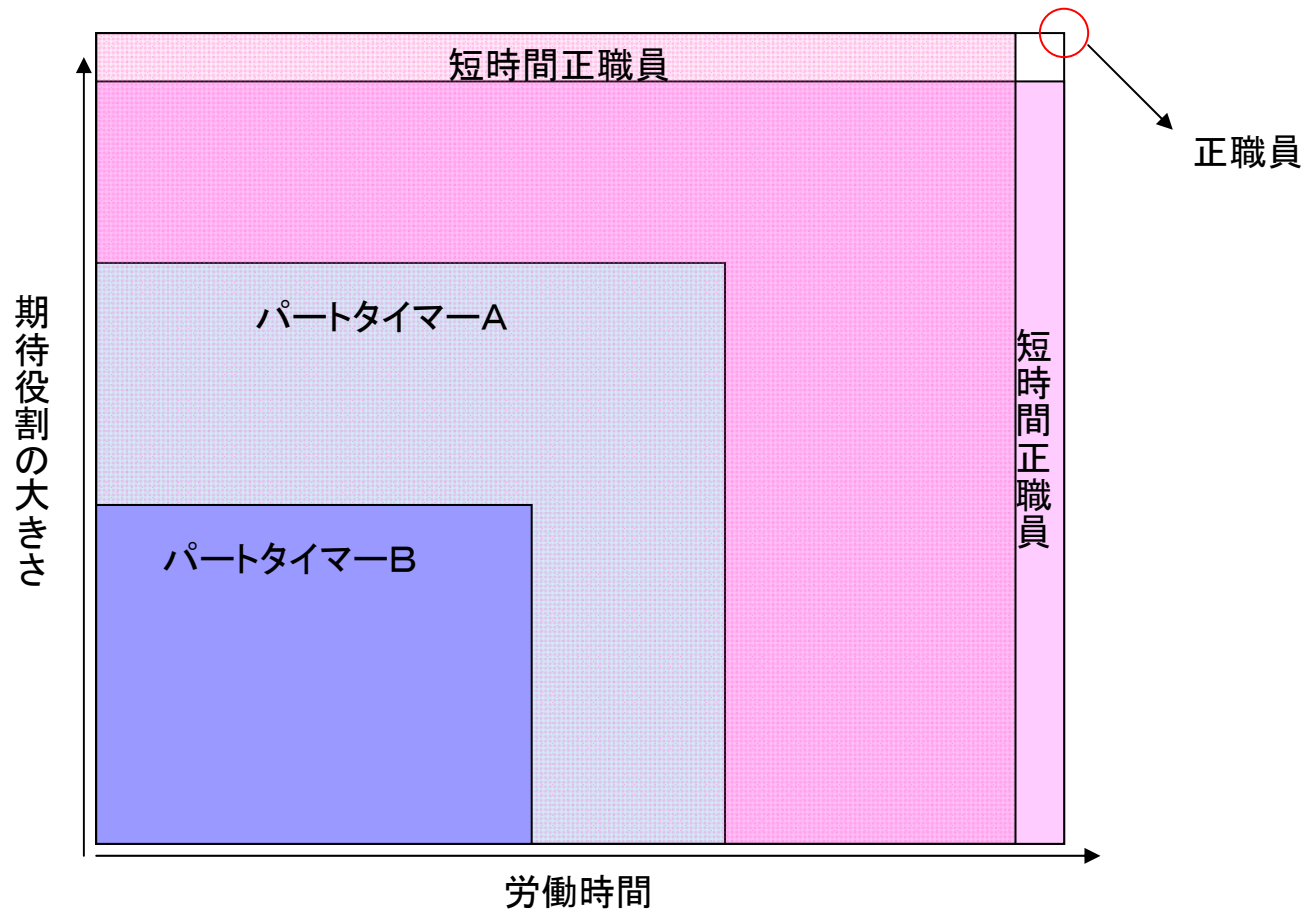 短時間正職員
正職員
パートタイマーA
期待役割の大きさ
短時間正職員
パートタイマーB
労働時間